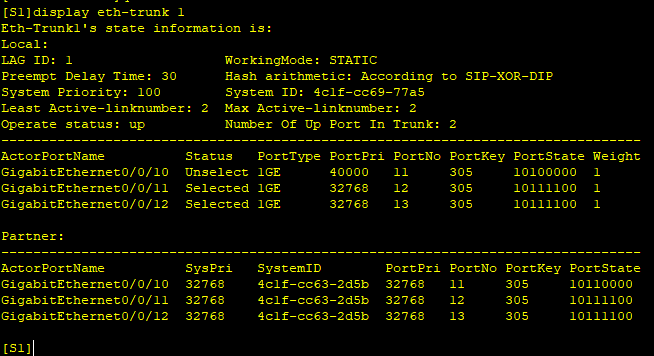 [S1]display eth-trunk 1
Eth-Trunk1's state information is:
Local:
LAG ID: 1 WorkingMode: STATIC
Preempt Delay Time: 30 Hash arithmetic: According to SIP-XOR-DIP
System Priority: 100 System ID: 4c1f-cc69-77a5
Least Active-linknumber: 2 Max Active-linknumber: 2
Operate status: up Number Of Up Port In Trunk: 2
--------------------------------------------------------------------------------
ActorPortName Status PortType PortPri PortNo PortKey PortState Weight
GigabitEthernet0/0/10 Unselect 1GE 40000 11 305 10100000 1
GigabitEthernet0/0/11 Selected 1GE 32768 12 305 10111100 1
GigabitEthernet0/0/12 Selected 1GE 32768 13 305 10111100 1
Partner:
--------------------------------------------------------------------------------
ActorPortName SysPri SystemID PortPri PortNo PortKey PortState
GigabitEthernet0/0/10 32768 4c1f-cc63-2d5b 32768 11 305 10110000
GigabitEthernet0/0/11 32768 4c1f-cc63-2d5b 32768 12 305 10111100
GigabitEthernet0/0/12 32768 4c1f-cc63-2d5b 32768 13 305 10111100
[S1]